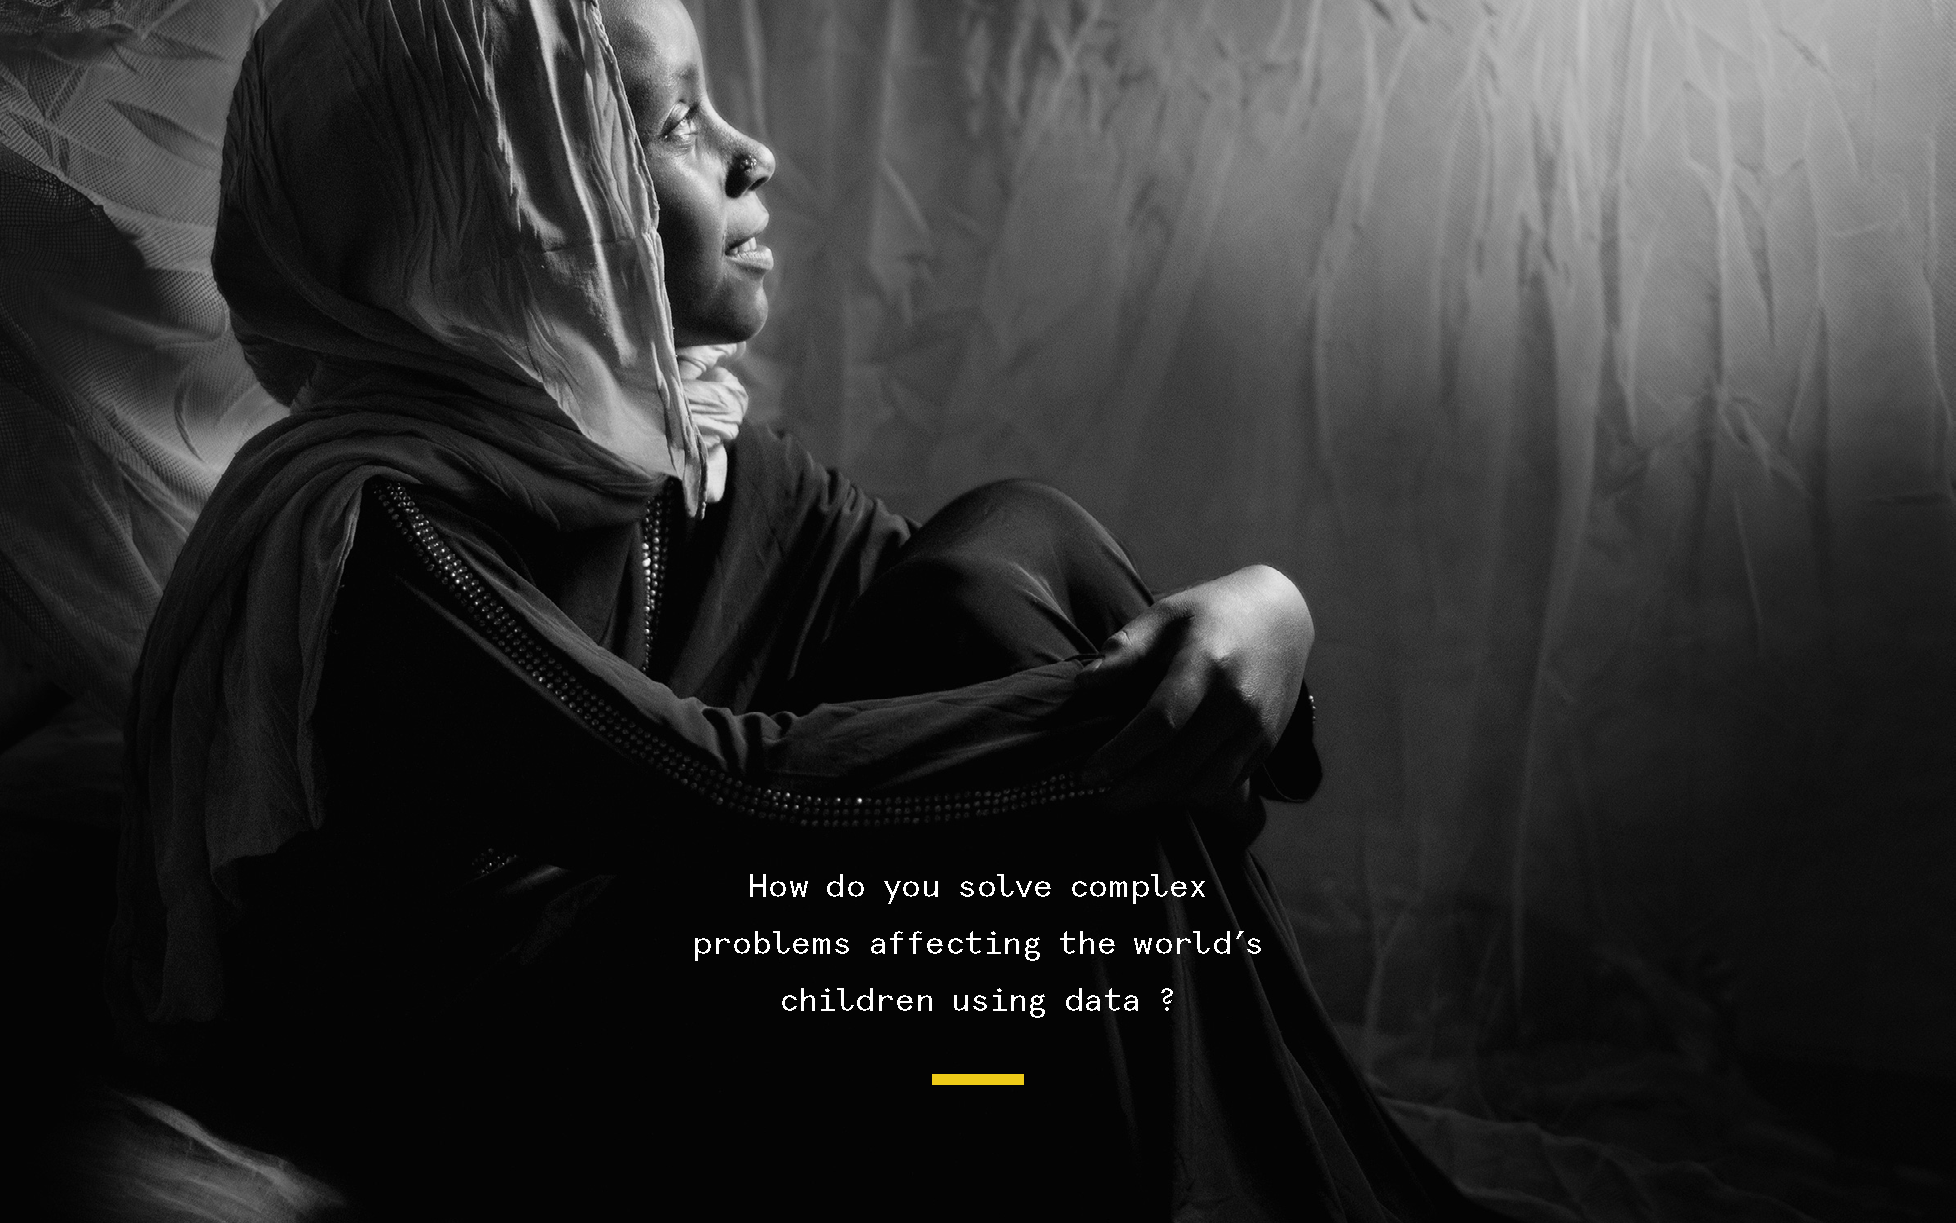 How do you solve complex
problems affecting the world's
children using data ?